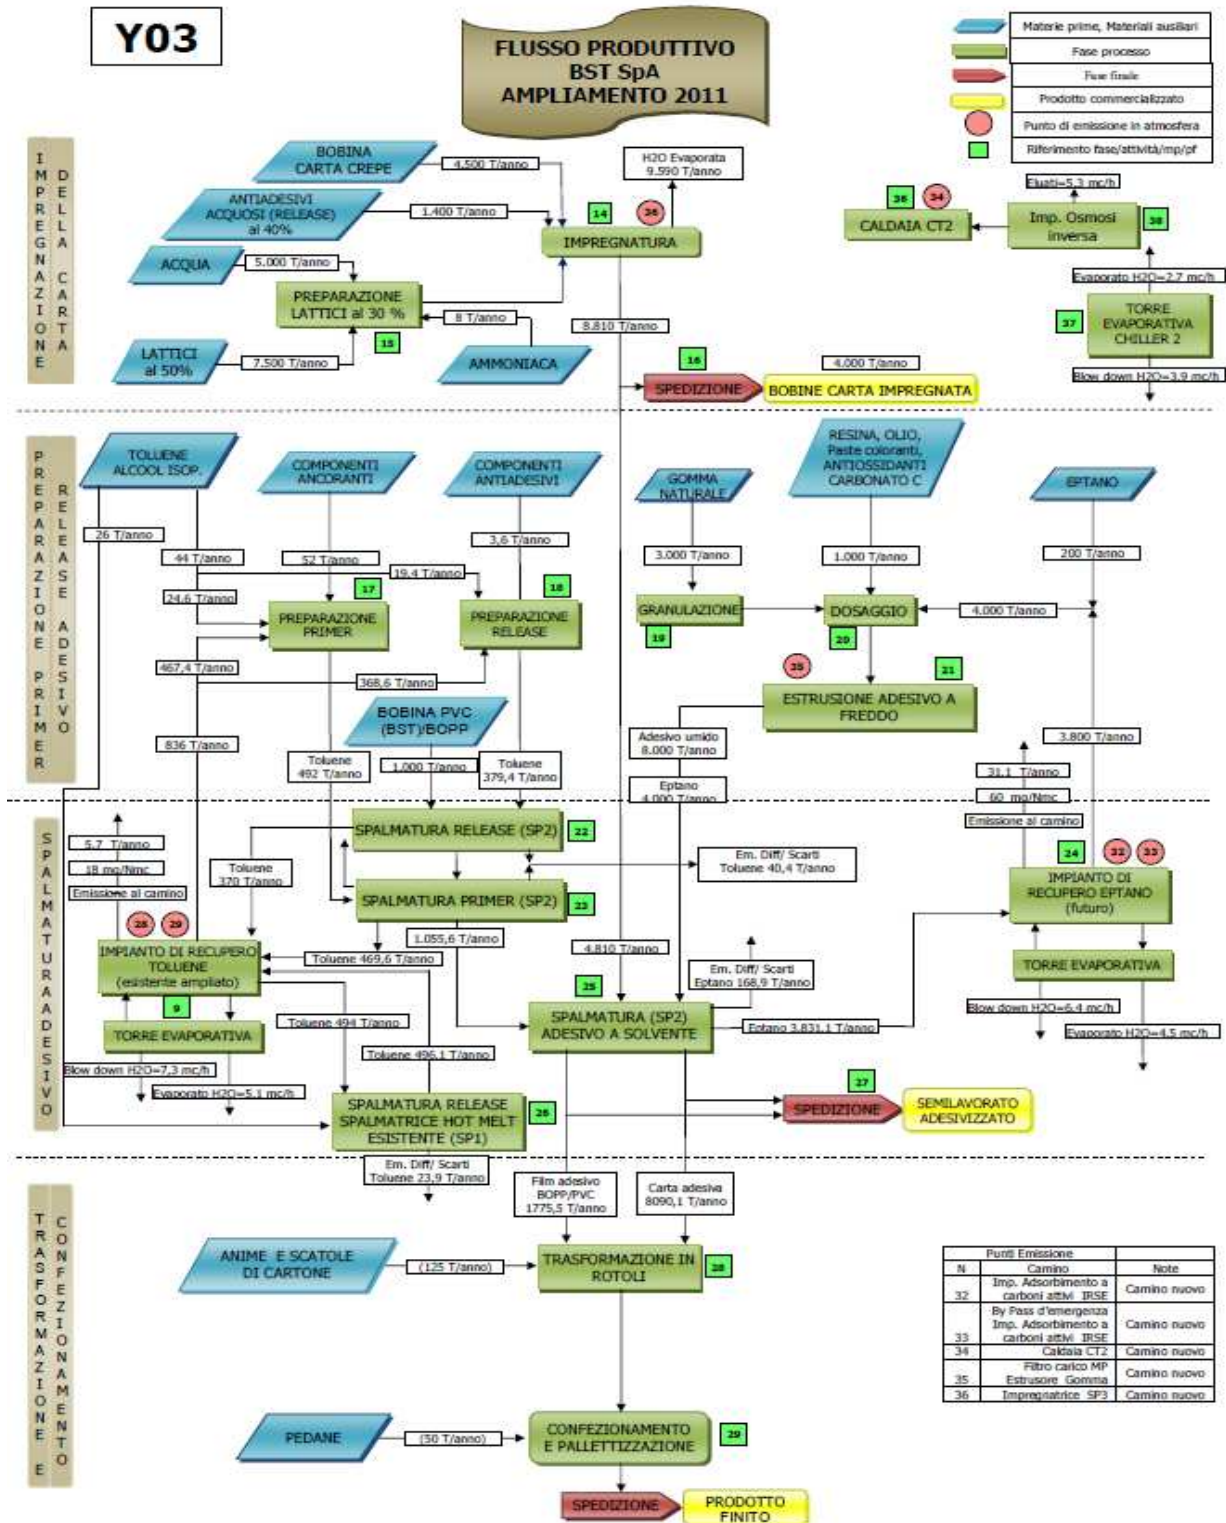 Y03
FLUSSO PRODUTTIVO
BST SpA
AMPLIAMENTO 2011
Materie prime, Materiali ausiliari
Fase processo
Fase finale
Prodotto commercializzato
Punto di emissione in atmosfera
Riferimento fase/attività/mp/pf
IMPREGNAZIONE
DELLA CARTA
BOBINA
CARTA CREPE
4.500 T/anno
H2O Evaporata
9.590 T/anno
ANTIADESIVI
ACQUOSI (RELEASE)
al 40%
1.400 T/anno
14
36
IMPREGNATURA
ACQUA
5.000 T/anno
PREPARAZIONE
LATTICI al 30 %
15
8 T/anno
AMMONIACA
LATTICI
al 50%
7.500 T/anno
8.810 T/anno
16
SPEDIZIONE
4.000 T/anno
BOBINE CARTA IMPREGNATA
36
34
CALDAIA CT2
Eluati=5,3 mc/h
Imp. Osmosi
inversa
38
Evaporato H2O=2,7 mc/h
37
TORRE
EVAPORATIVA
CHILLER 2
Blow down H2O=3,9 mc/h
PREPARAZIONE PRIMER
RELEASE ADESIVO
TOLUENE
ALCOOL ISOP.
COMPONENTI
ANCORANTI
COMPONENTI
ANTIADESIVI
GOMMA
NATURALE
RESINA, OLIO,
Paste coloranti,
ANTIOSSIDANTI
CARBONATO C
EPTANO
26 T/anno
44 T/anno
52 T/anno
3,6 T/anno
3.000 T/anno
1.000 T/anno
200 T/anno
19,4 T/anno
24,6 T/anno
17
18
PREPARAZIONE
PRIMER
PREPARAZIONE
RELEASE
GRANULAZIONE
19
DOSAGGIO
20
4.000 T/anno
467,4 T/anno
368,6 T/anno
35
21
ESTRUSIONE ADESIVO A
FREDDO
BOBINA PVC
(BST)/BOPP
836 T/anno
Toluene
492 T/anno
1.000 T/anno
Toluene
379,4 T/anno
Adesivo umido
8.000 T/anno
Eptano
4.000 T/anno
3.800 T/anno
31,1 T/anno
60 mg/Nmc
Emissione al camino
SPALMATURA ADESIVO
5,7 T/anno
18 mg/Nmc
Emissione al camino
Toluene
370 T/anno
SPALMATURA RELEASE (SP2)
22
Em. Diff/ Scarti
Toluene 40,4 T/anno
SPALMATURA PRIMER (SP2)
23
24
32
33
IMPIANTO DI
RECUPERO EPTANO
(futuro)
28
29
IMPIANTO DI RECUPERO
TOLUENE
(esistente ampliato)
Toluene 469,6 T/anno
1.055,6 T/anno
4.810 T/anno
Em. Diff/ Scarti
Eptano 168,9 T/anno
TORRE EVAPORATIVA
9
TORRE EVAPORATIVA
Toluene 494 T/anno
25
SPALMATURA (SP2)
ADESIVO A SOLVENTE
Eptano 3.831,1 T/anno
Blow down H2O=6,4 mc/h
Evaporato H2O=4,5 mc/h
Toluene 496,1 T/anno
Blow down H2O=7,3 mc/h
Evaporato H2O=5,1 mc/h
SPALMATURA RELEASE
SPALMATRICE HOT MELT
ESISTENTE (SP1)
26
27
SPEDIZIONE
SEMILAVORATO
ADESIVIZZATO
Em. Diff/ Scarti
Toluene 23,9 T/anno
Film adesivo
BOPP/PVC
1775,5 T/anno
Carta adesiva
8090,1 T/anno
TRASFORMAZIONE E
CONFEZIONAMENTO
ANIME E SCATOLE
DI CARTONE
(125 T/anno)
TRASFORMAZIONE IN
ROTOLI
28
PEDANE
(50 T/anno)
CONFEZIONAMENTO
E PALLETTIZZAZIONE
29
SPEDIZIONE
PRODOTTO
FINITO
Punti Emissione
N Camino Note
32 Imp. Adsorbimento a carboni attivi IRSE Camino nuovo
33 By Pass d'emergenza Imp. Adsorbimento a carboni attivi IRSE Camino nuovo
34 Caldaia CT2 Camino nuovo
35 Filtro carico MP Estrusore Gomma Camino nuovo
36 Impregnatrice SP3 Camino nuovo